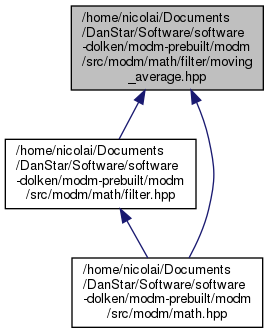 /home/nicolai/Documents
/DanStar/Software/software
-dolken/modm-prebuilt/modm
/src/modm/math/filter/moving
_average.hpp
/home/nicolai/Documents
/DanStar/Software/software
-dolken/modm-prebuilt/modm
/src/modm/math/filter.hpp
/home/nicolai/Documents
/DanStar/Software/software
-dolken/modm-prebuilt/modm
/src/modm/math.hpp